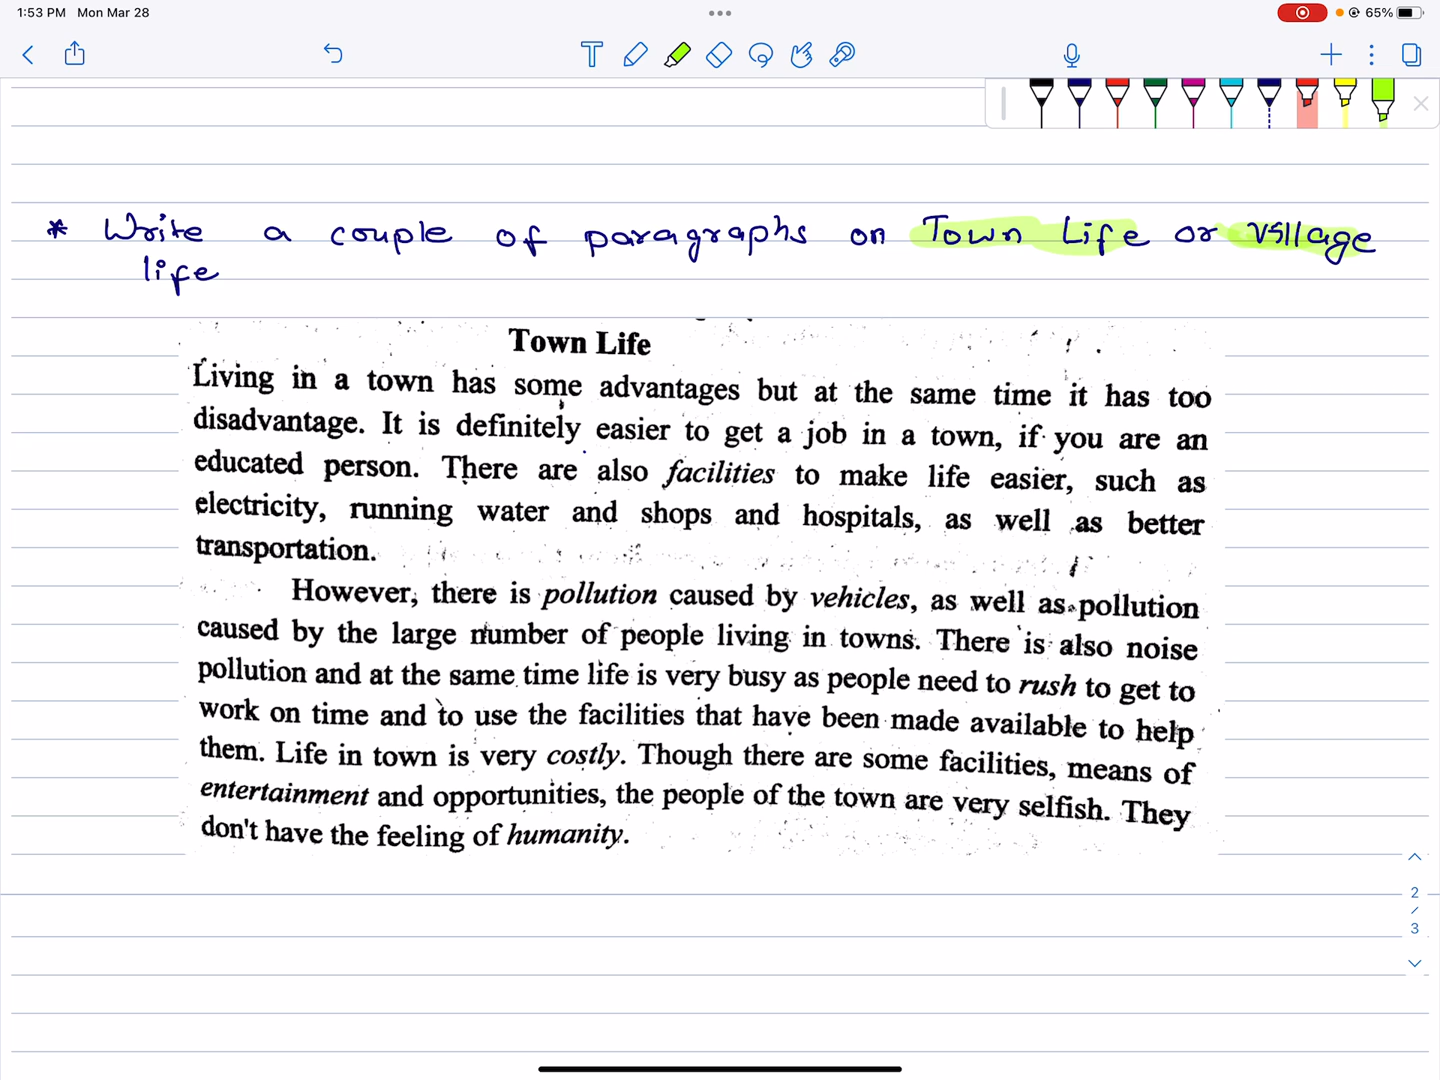 1:53 PM Mon Mar 28
65%
* Write a couple of paragraphs on Town Life or village
life
Town Life
Living in a town has some advantages but at the same time it has too
disadvantage. It is definitely easier to get a job in a town, if you are an
educated person. There are also facilities to make life easier, such as
electricity, running water and shops and hospitals, as well as better
transportation.
However, there is pollution caused by vehicles, as well as pollution
caused by the large number of people living in towns. There is also noise
pollution and at the same time life is very busy as people need to rush to get to
work on time and to use the facilities that have been made available to help
them. Life in town is very costly. Though there are some facilities, means of
entertainment and opportunities, the people of the town are very selfish. They
don't have the feeling of humanity.
2
/
3